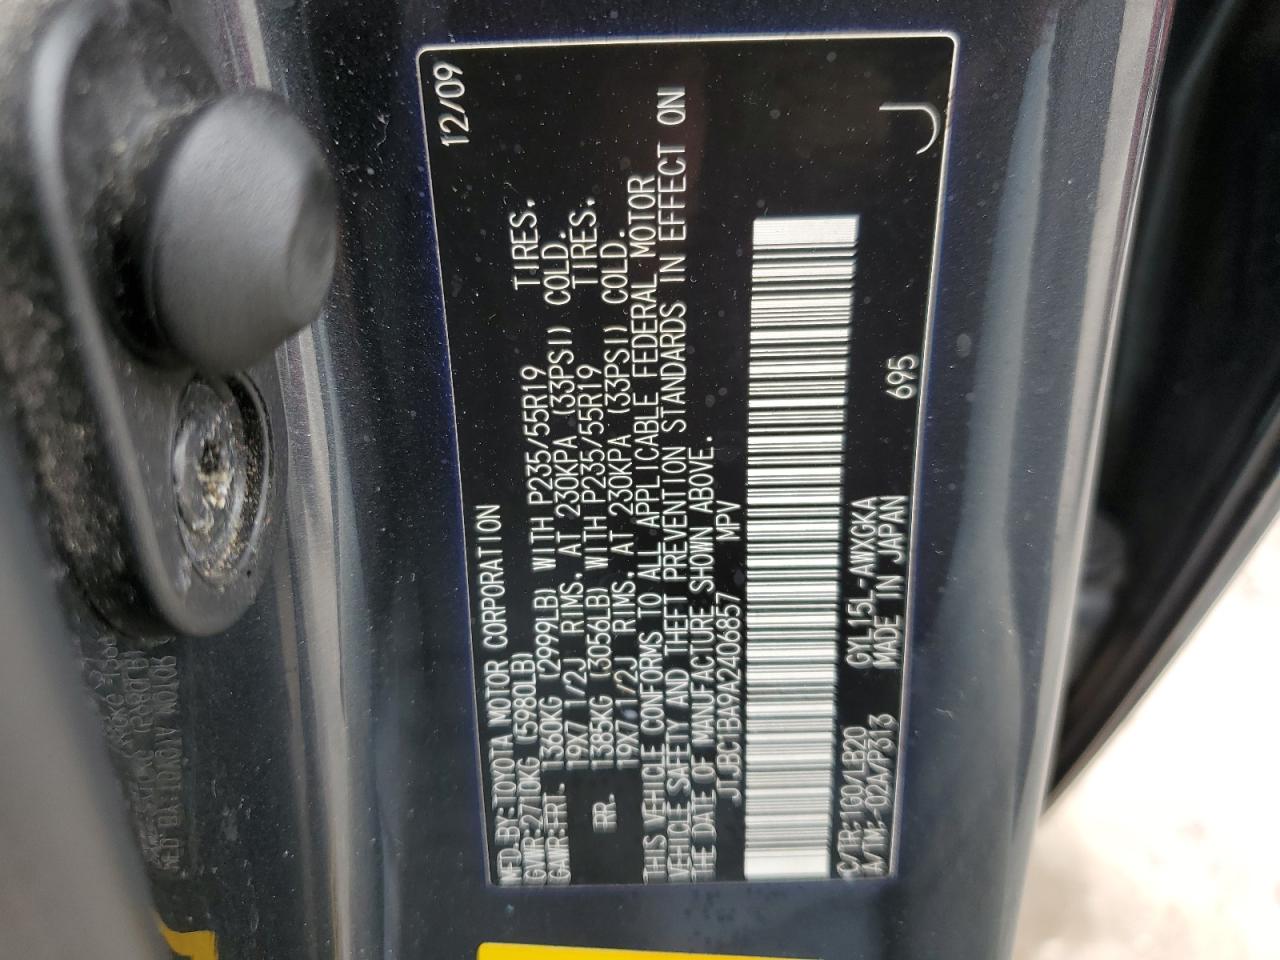 MFD. BY: TOYOTA MOTOR CORPORATION 12/09
GVWR: 2710KG (5980LB)
GAWR: FRT. 1360KG (2999LB) WITH P235/55R19 TIRES.
19X7 1/2J RIMS. AT 230KPA (33PSI) COLD.
RR. 1385KG (3056LB) WITH P235/55R19 TIRES.
19X7 1/2J RIMS. AT 230KPA (33PSI) COLD.
THIS VEHICLE CONFORMS TO ALL APPLICABLE FEDERAL MOTOR
VEHICLE SAFETY AND THEFT PREVENTION STANDARDS IN EFFECT ON
THE DATE OF MANUFACTURE SHOWN ABOVE.
JTJBC1BA9A2406857 MPV
C/TR: 1G0/LB20 GYL15L-AWXGKA 695
A/TM: -02A/P313 MADE IN JAPAN
J